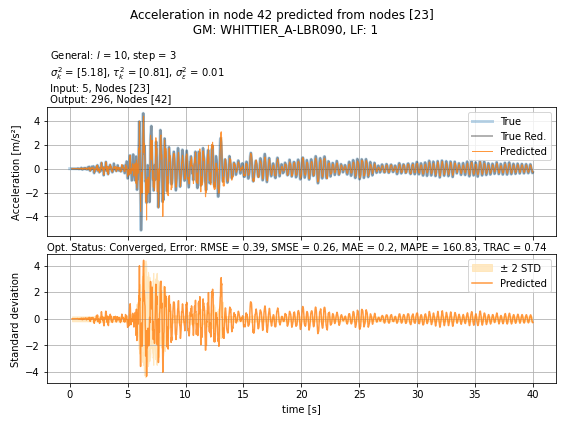 Acceleration in node 42 predicted from nodes [23]
GM: WHITTIER_A-LBR090, LF: 1
General: l = 10, step = 3
σ²ₖ = [5.18], τ²ₖ = [0.81], σ²ε = 0.01
Input: 5, Nodes [23]
Output: 296, Nodes [42]
Acceleration [m/s²]
4
2
0
−2
−4
True
True Red.
Predicted
Opt. Status: Converged, Error: RMSE = 0.39, SMSE = 0.26, MAE = 0.2, MAPE = 160.83, TRAC = 0.74
Standard deviation
4
2
0
−2
−4
± 2 STD
Predicted
0 5 10 15 20 25 30 35 40
time [s]